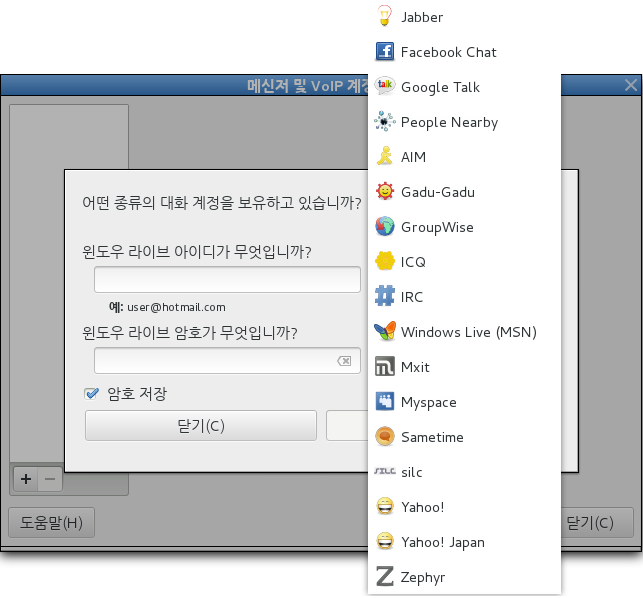 메신저 및 VoIP 계정
어떤 종류의 대화 계정을 보유하고 있습니까?
윈도우 라이브 아이디가 무엇입니까?
예: user@hotmail.com
윈도우 라이브 암호가 무엇입니까?
암호 저장
닫기(C)
도움말(H)
닫기(C)
Jabber
Facebook Chat
Google Talk
People Nearby
AIM
Gadu-Gadu
GroupWise
ICQ
IRC
Windows Live (MSN)
Mxit
Myspace
Sametime
silc
Yahoo!
Yahoo! Japan
Zephyr